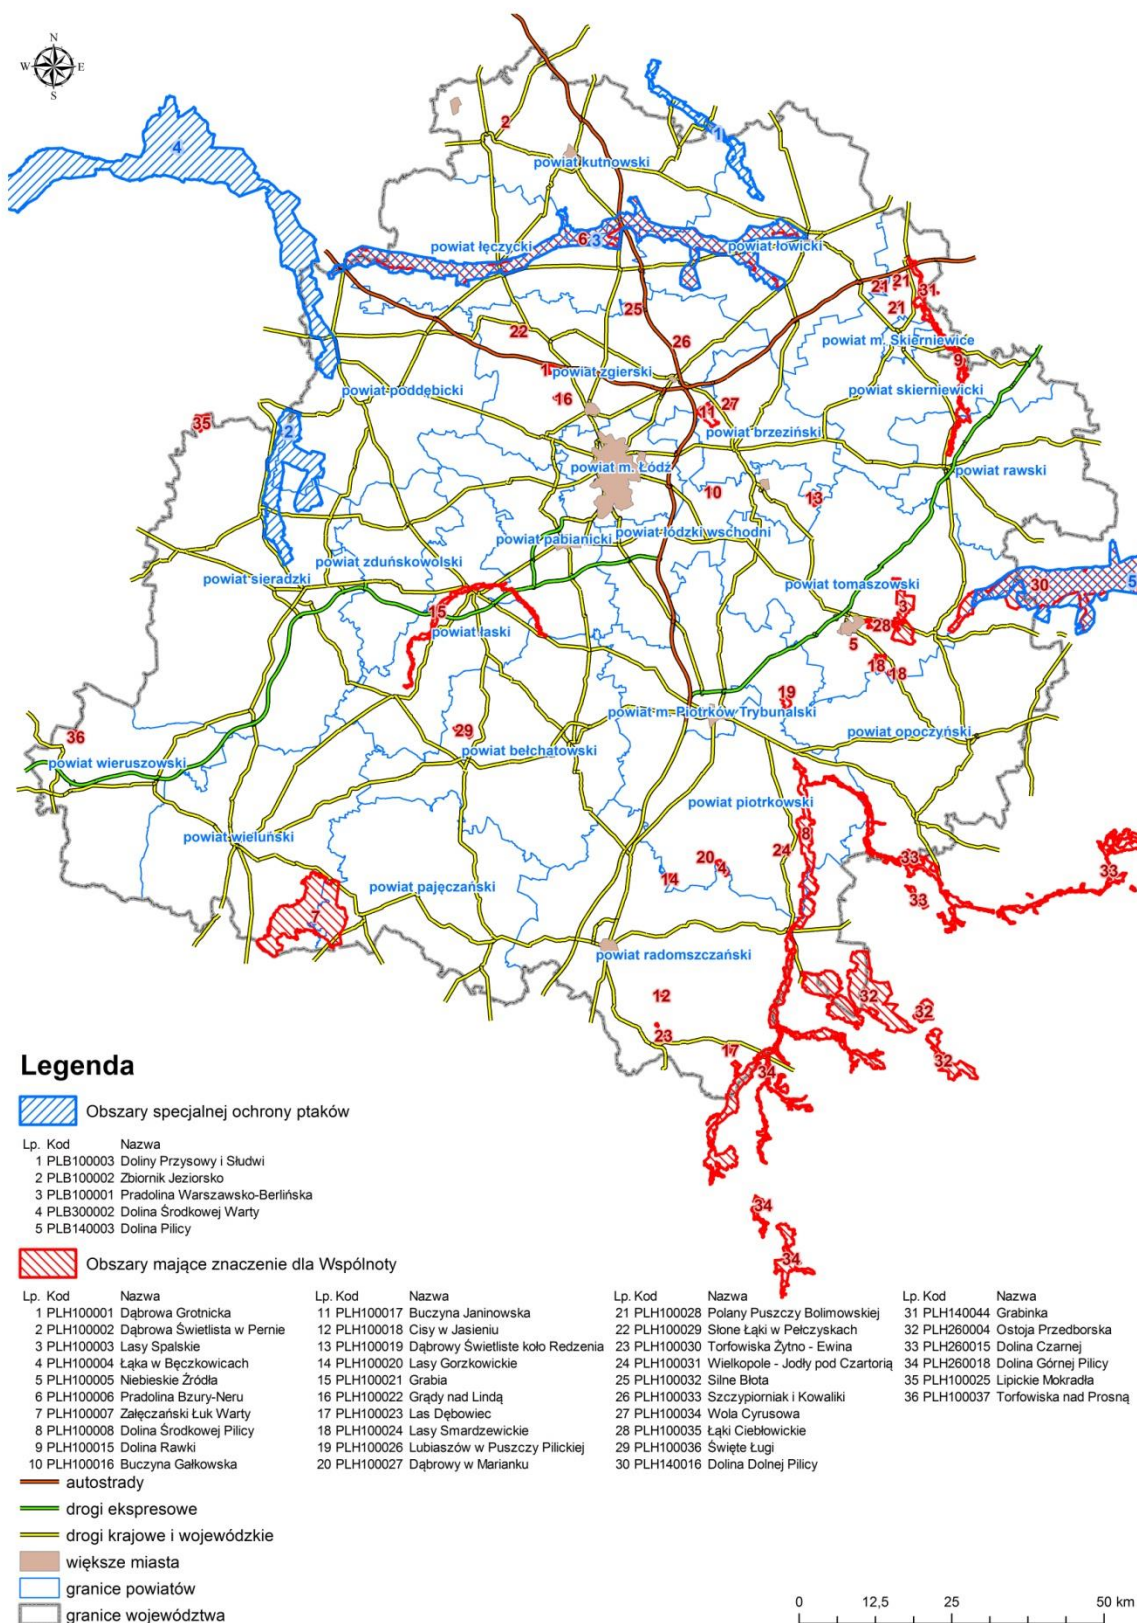 N
W E
S
2
1
4
powiat kutnowski
powiat łęczycki
6 3
powiat łowicki
21 21
31
25
21
22
26
powiat m. Skierniewice
1
powiat zgierski
9
powiat poddębicki
16
powiat skierniewicki
27
11
35
2
powiat brzeziński
powiat m. Łódź
powiat rawski
10
13
powiat łódzki wschodni
powiat pabianicki
powiat zduńskowolski
powiat sieradzki
powiat tomaszowski
30
5
15
3
28
powiat łaski
5
18
18
19
powiat m. Piotrków Trybunalski
36
29
powiat bełchatowski
powiat opoczyński
powiat wieruszowski
powiat piotrkowski
powiat wieluński
8
24
20
33
4
33
14
powiat pajęczański
33
7
powiat radomszczański
12
32
32
23
17
32
34
34
34
Legenda
Obszary specjalnej ochrony ptaków
Lp. Kod Nazwa
1 PLB100003 Doliny Przysowy i Słudwi
2 PLB100002 Zbiornik Jeziorsko
3 PLB100001 Pradolina Warszawsko-Berlińska
4 PLB300002 Dolina Środkowej Warty
5 PLB140003 Dolina Pilicy
Obszary mające znaczenie dla Wspólnoty
Lp. Kod Nazwa
1 PLH100001 Dąbrowa Grotnicka
2 PLH100002 Dąbrowa Świetlista w Pernie
3 PLH100003 Lasy Spalskie
4 PLH100004 Łąka w Bęczkowicach
5 PLH100005 Niebieskie Źródła
6 PLH100006 Pradolina Bzury-Neru
7 PLH100007 Załęczański Łuk Warty
8 PLH100008 Dolina Środkowej Pilicy
9 PLH100015 Dolina Rawki
10 PLH100016 Buczyna Gałkowska
Lp. Kod Nazwa
11 PLH100017 Buczyna Janinowska
12 PLH100018 Cisy w Jasieniu
13 PLH100019 Dąbrowy Świetliste koło Redzenia
14 PLH100020 Lasy Gorzkowickie
15 PLH100021 Grabia
16 PLH100022 Grądy nad Lindą
17 PLH100023 Las Dębowiec
18 PLH100024 Lasy Smardzewickie
19 PLH100026 Lubiaszów w Puszczy Pilickiej
20 PLH100027 Dąbrowy w Marianku
Lp. Kod Nazwa
21 PLH100028 Polany Puszczy Bolimowskiej
22 PLH100029 Słone Łąki w Pełczyskach
23 PLH100030 Torfowiska Żytno - Ewina
24 PLH100031 Wielkopole - Jodły pod Czartorią
25 PLH100032 Silne Błota
26 PLH100033 Szczypiorniak i Kowaliki
27 PLH100034 Wola Cyrusowa
28 PLH100035 Łąki Ciebłowickie
29 PLH100036 Święte Ługi
30 PLH140016 Dolina Dolnej Pilicy
Lp. Kod Nazwa
31 PLH140044 Grabinka
32 PLH260004 Ostoja Przedborska
33 PLH260015 Dolina Czarnej
34 PLH260018 Dolina Górnej Pilicy
35 PLH100025 Lipickie Mokradła
36 PLH100037 Torfowiska nad Prosną
autostrady
drogi ekspresowe
drogi krajowe i wojewódzkie
większe miasta
granice powiatów
granice województwa
0 12,5 25 50 km